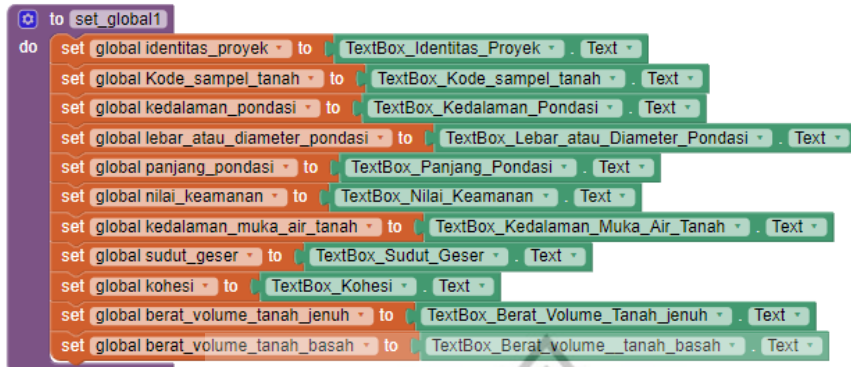 to set_global1
do set global identitas_proyek to TextBox_Identitas_Proyek . Text
set global Kode_sampel_tanah to TextBox_Kode_sampel_tanah . Text
set global kedalaman_pondasi to TextBox_Kedalaman_Pondasi . Text
set global lebar_atau_diameter_pondasi to TextBox_Lebar_atau_Diameter_Pondasi . Text
set global panjang_pondasi to TextBox_Panjang_Pondasi . Text
set global nilai_keamanan to TextBox_Nilai_Keamanan . Text
set global kedalaman_muka_air_tanah to TextBox_Kedalaman_Muka_Air_Tanah . Text
set global sudut_geser to TextBox_Sudut_Geser . Text
set global kohesi to TextBox_Kohesi . Text
set global berat_volume_tanah_jenuh to TextBox_Berat_Volume_Tanah_jenuh . Text
set global berat_volume_tanah_basah to TextBox_Berat_volume__tanah_basah . Text